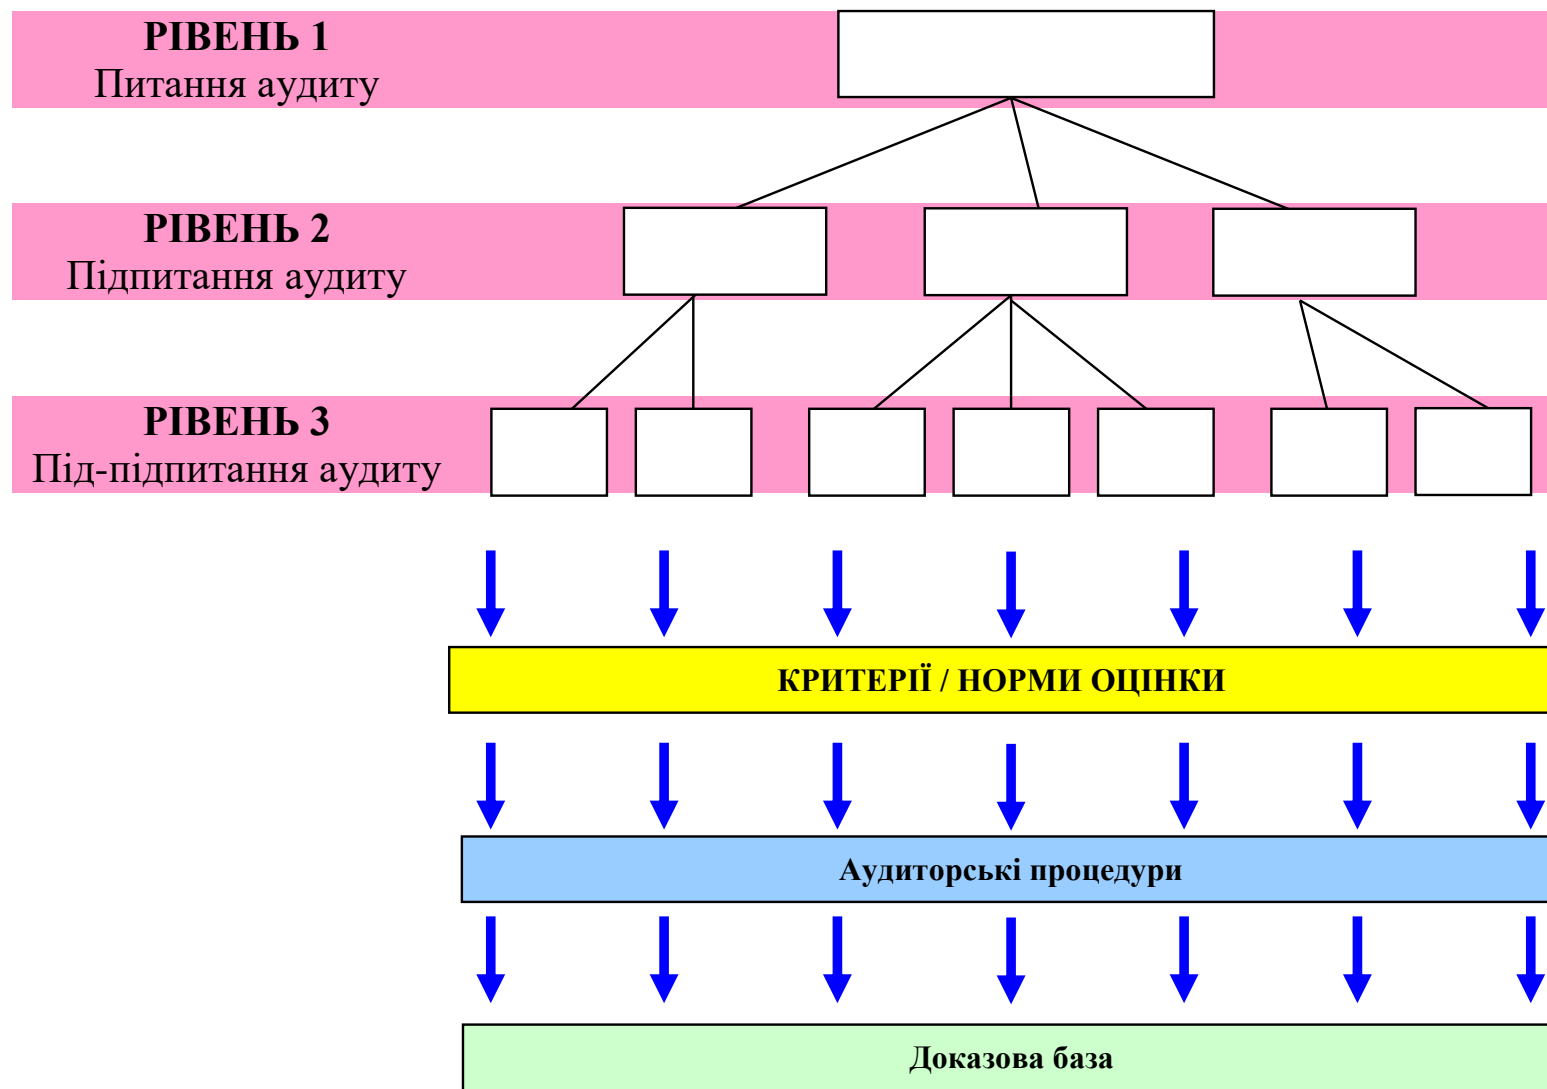 РІВЕНЬ 1
Питання аудиту
РІВЕНЬ 2
Підпитання аудиту
РІВЕНЬ 3
Під-підпитання аудиту
КРИТЕРІЇ / НОРМИ ОЦІНКИ
Аудиторські процедури
Доказова база